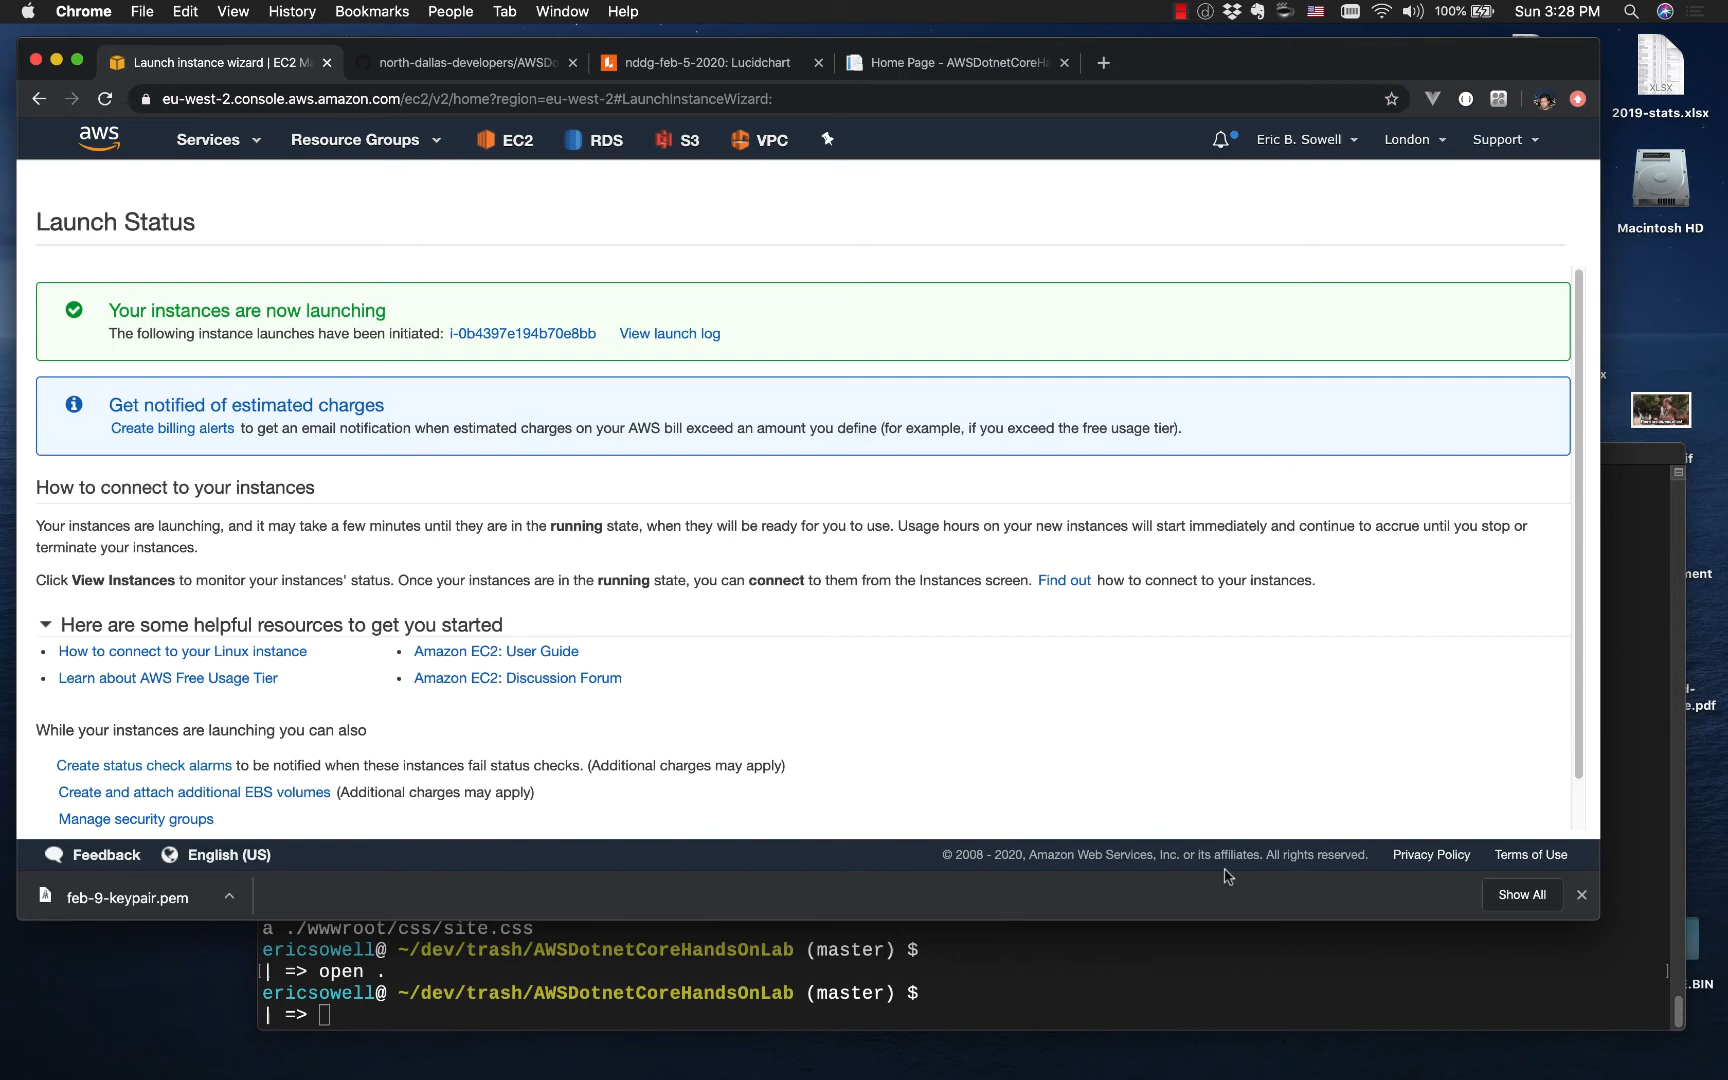 Chrome File Edit View History Bookmarks People Tab Window Help 100% Sun 3:28 PM
Launch instance wizard | EC2 M
north-dallas-developers/AWSDo
nddg-feb-5-2020: Lucidchart
Home Page - AWSDotnetCoreHa
eu-west-2.console.aws.amazon.com/ec2/v2/home?region=eu-west-2#LaunchInstanceWizard:
aws Services Resource Groups EC2 RDS S3 VPC Eric B. Sowell London Support
XLSX
2019-stats.xlsx
Macintosh HD
Launch Status
Your instances are now launching
The following instance launches have been initiated: i-0b4397e194b70e8bb View launch log
Get notified of estimated charges
Create billing alerts to get an email notification when estimated charges on your AWS bill exceed an amount you define (for example, if you exceed the free usage tier).
How to connect to your instances
Your instances are launching, and it may take a few minutes until they are in the running state, when they will be ready for you to use. Usage hours on your new instances will start immediately and continue to accrue until you stop or
terminate your instances.
Click View Instances to monitor your instances' status. Once your instances are in the running state, you can connect to them from the Instances screen. Find out how to connect to your instances.
Here are some helpful resources to get you started
How to connect to your Linux instance
Amazon EC2: User Guide
Learn about AWS Free Usage Tier
Amazon EC2: Discussion Forum
While your instances are launching you can also
Create status check alarms to be notified when these instances fail status checks. (Additional charges may apply)
Create and attach additional EBS volumes (Additional charges may apply)
Manage security groups
Feedback English (US) © 2008 - 2020, Amazon Web Services, Inc. or its affiliates. All rights reserved. Privacy Policy Terms of Use
feb-9-keypair.pem Show All
x
if
ment
d-
e.pdf
E.BIN
a ./wwwroot/css/site.css
ericsowell@ ~/dev/trash/AWSDotnetCoreHandsOnLab (master) $
| => open .
ericsowell@ ~/dev/trash/AWSDotnetCoreHandsOnLab (master) $
| =>